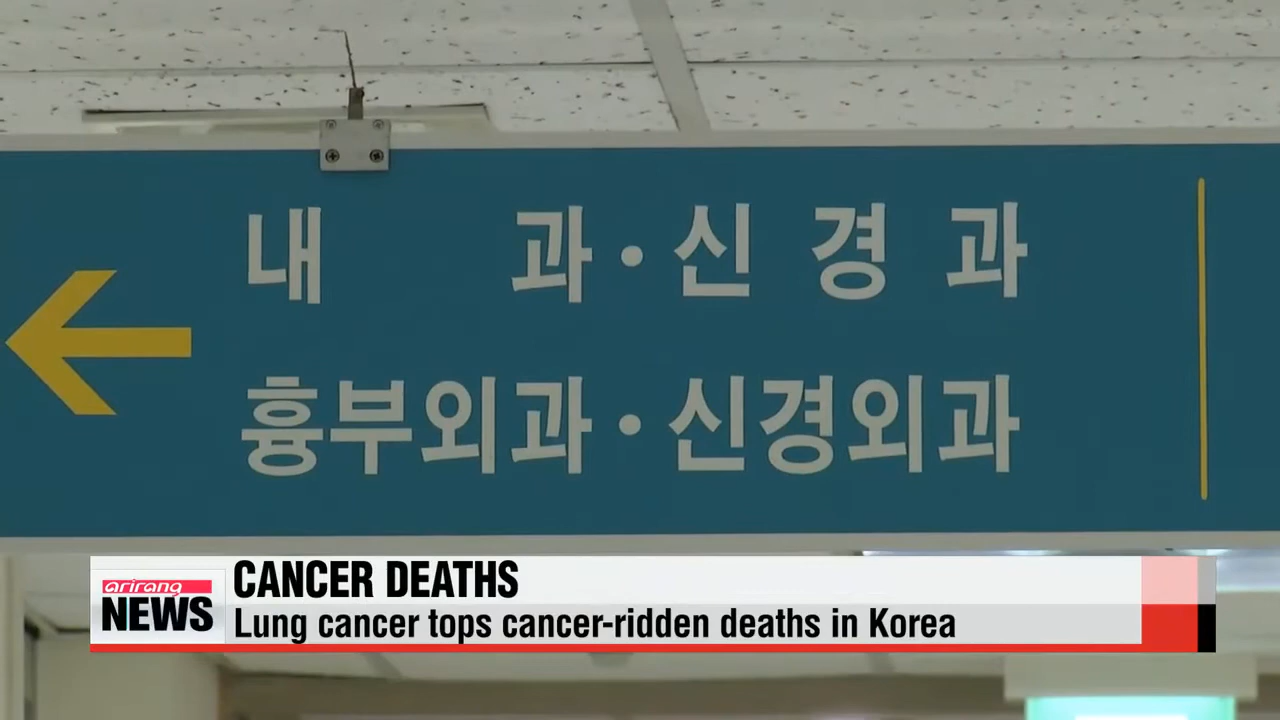 내 과·신 경 과
흉부외과·신경외과
arirang
NEWS
CANCER DEATHS
Lung cancer tops cancer-ridden deaths in Korea